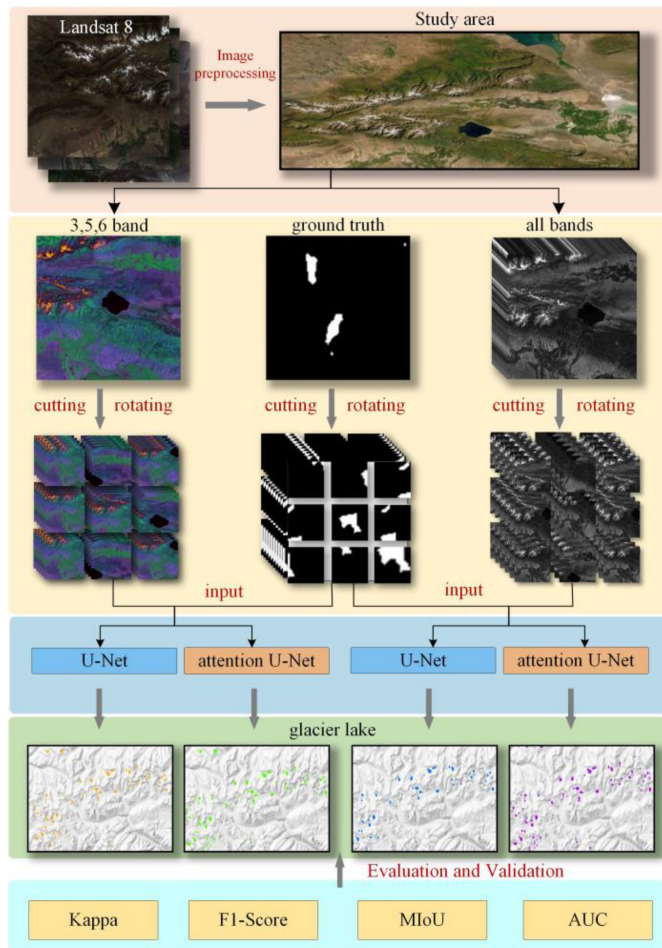 Landsat 8
Image
preprocessing
Study area
3,5,6 band
ground truth
all bands
cutting rotating
cutting rotating
cutting rotating
input
input
U-Net
attention U-Net
U-Net
attention U-Net
glacier lake
Evaluation and Validation
Kappa
F1-Score
MIoU
AUC